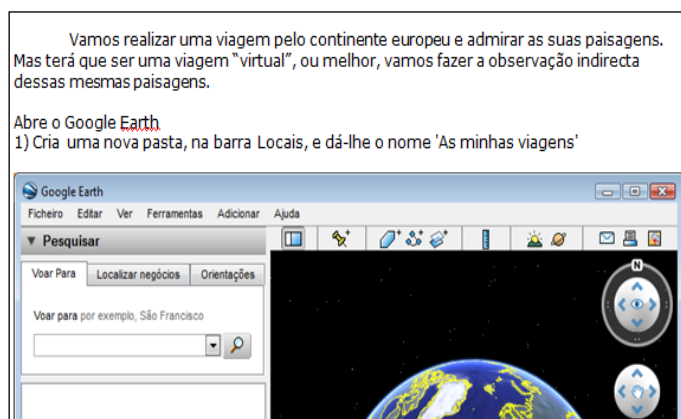 Vamos realizar uma viagem pelo continente europeu e admirar as suas paisagens.
Mas terá que ser uma viagem “virtual”, ou melhor, vamos fazer a observação indirecta
dessas mesmas paisagens.
Abre o Google Earth
1) Cria uma nova pasta, na barra Locais, e dá-lhe o nome 'As minhas viagens'
Google Earth
Ficheiro Editar Ver Ferramentas Adicionar Ajuda
Pesquisar
Voar Para Localizar negócios Orientações
Voar para por exemplo, São Francisco
N